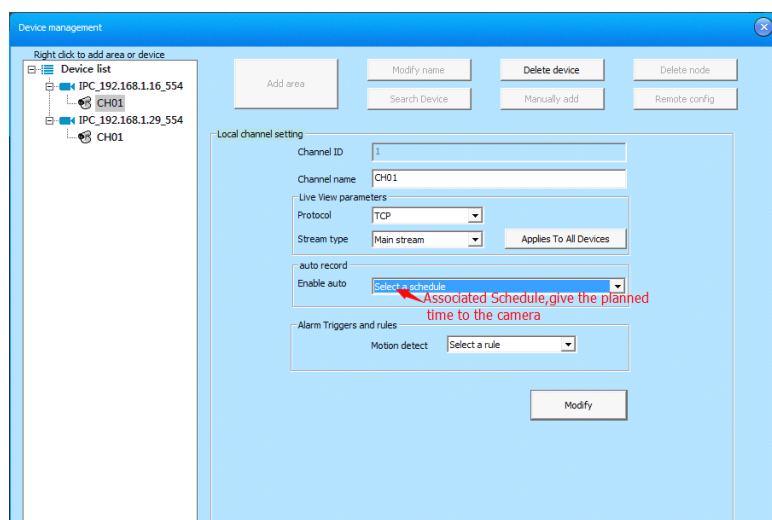 Device management
Right click to add area or device
Device list
IPC_192.168.1.16_554
CH01
IPC_192.168.1.29_554
CH01
Add area
Modify name
Delete device
Delete node
Search Device
Manually add
Remote config
Local channel setting
Channel ID
1
Channel name
CH01
Live View parameters
Protocol
TCP
Stream type
Main stream
Applies To All Devices
auto record
Enable auto
Select a schedule
Associated Schedule,give the planned
time to the camera
Alarm Triggers and rules
Motion detect
Select a rule
Modify